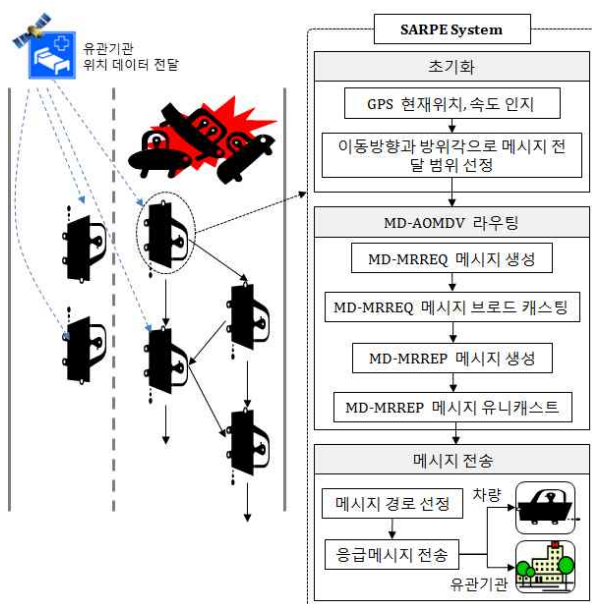 유관기관
위치 데이터 전달
SARPE System
초기화
GPS 현재위치, 속도 인지
이동방향과 방위각으로 메시지 전
달 범위 선정
MD-AOMDV 라우팅
MD-MRREQ 메시지 생성
MD-MRREQ 메시지 브로드 캐스팅
MD-MRREP 메시지 생성
MD-MRREP 메시지 유니캐스트
메시지 전송
메시지 경로 선정
차량
응급메시지 전송
유관기관